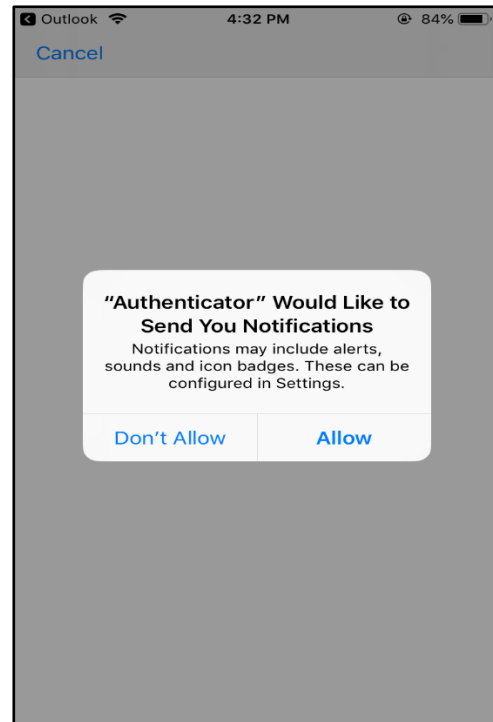 Outlook 4:32 PM 84%
Cancel
“Authenticator” Would Like to
Send You Notifications
Notifications may include alerts,
sounds and icon badges. These can be
configured in Settings.
Don’t Allow Allow